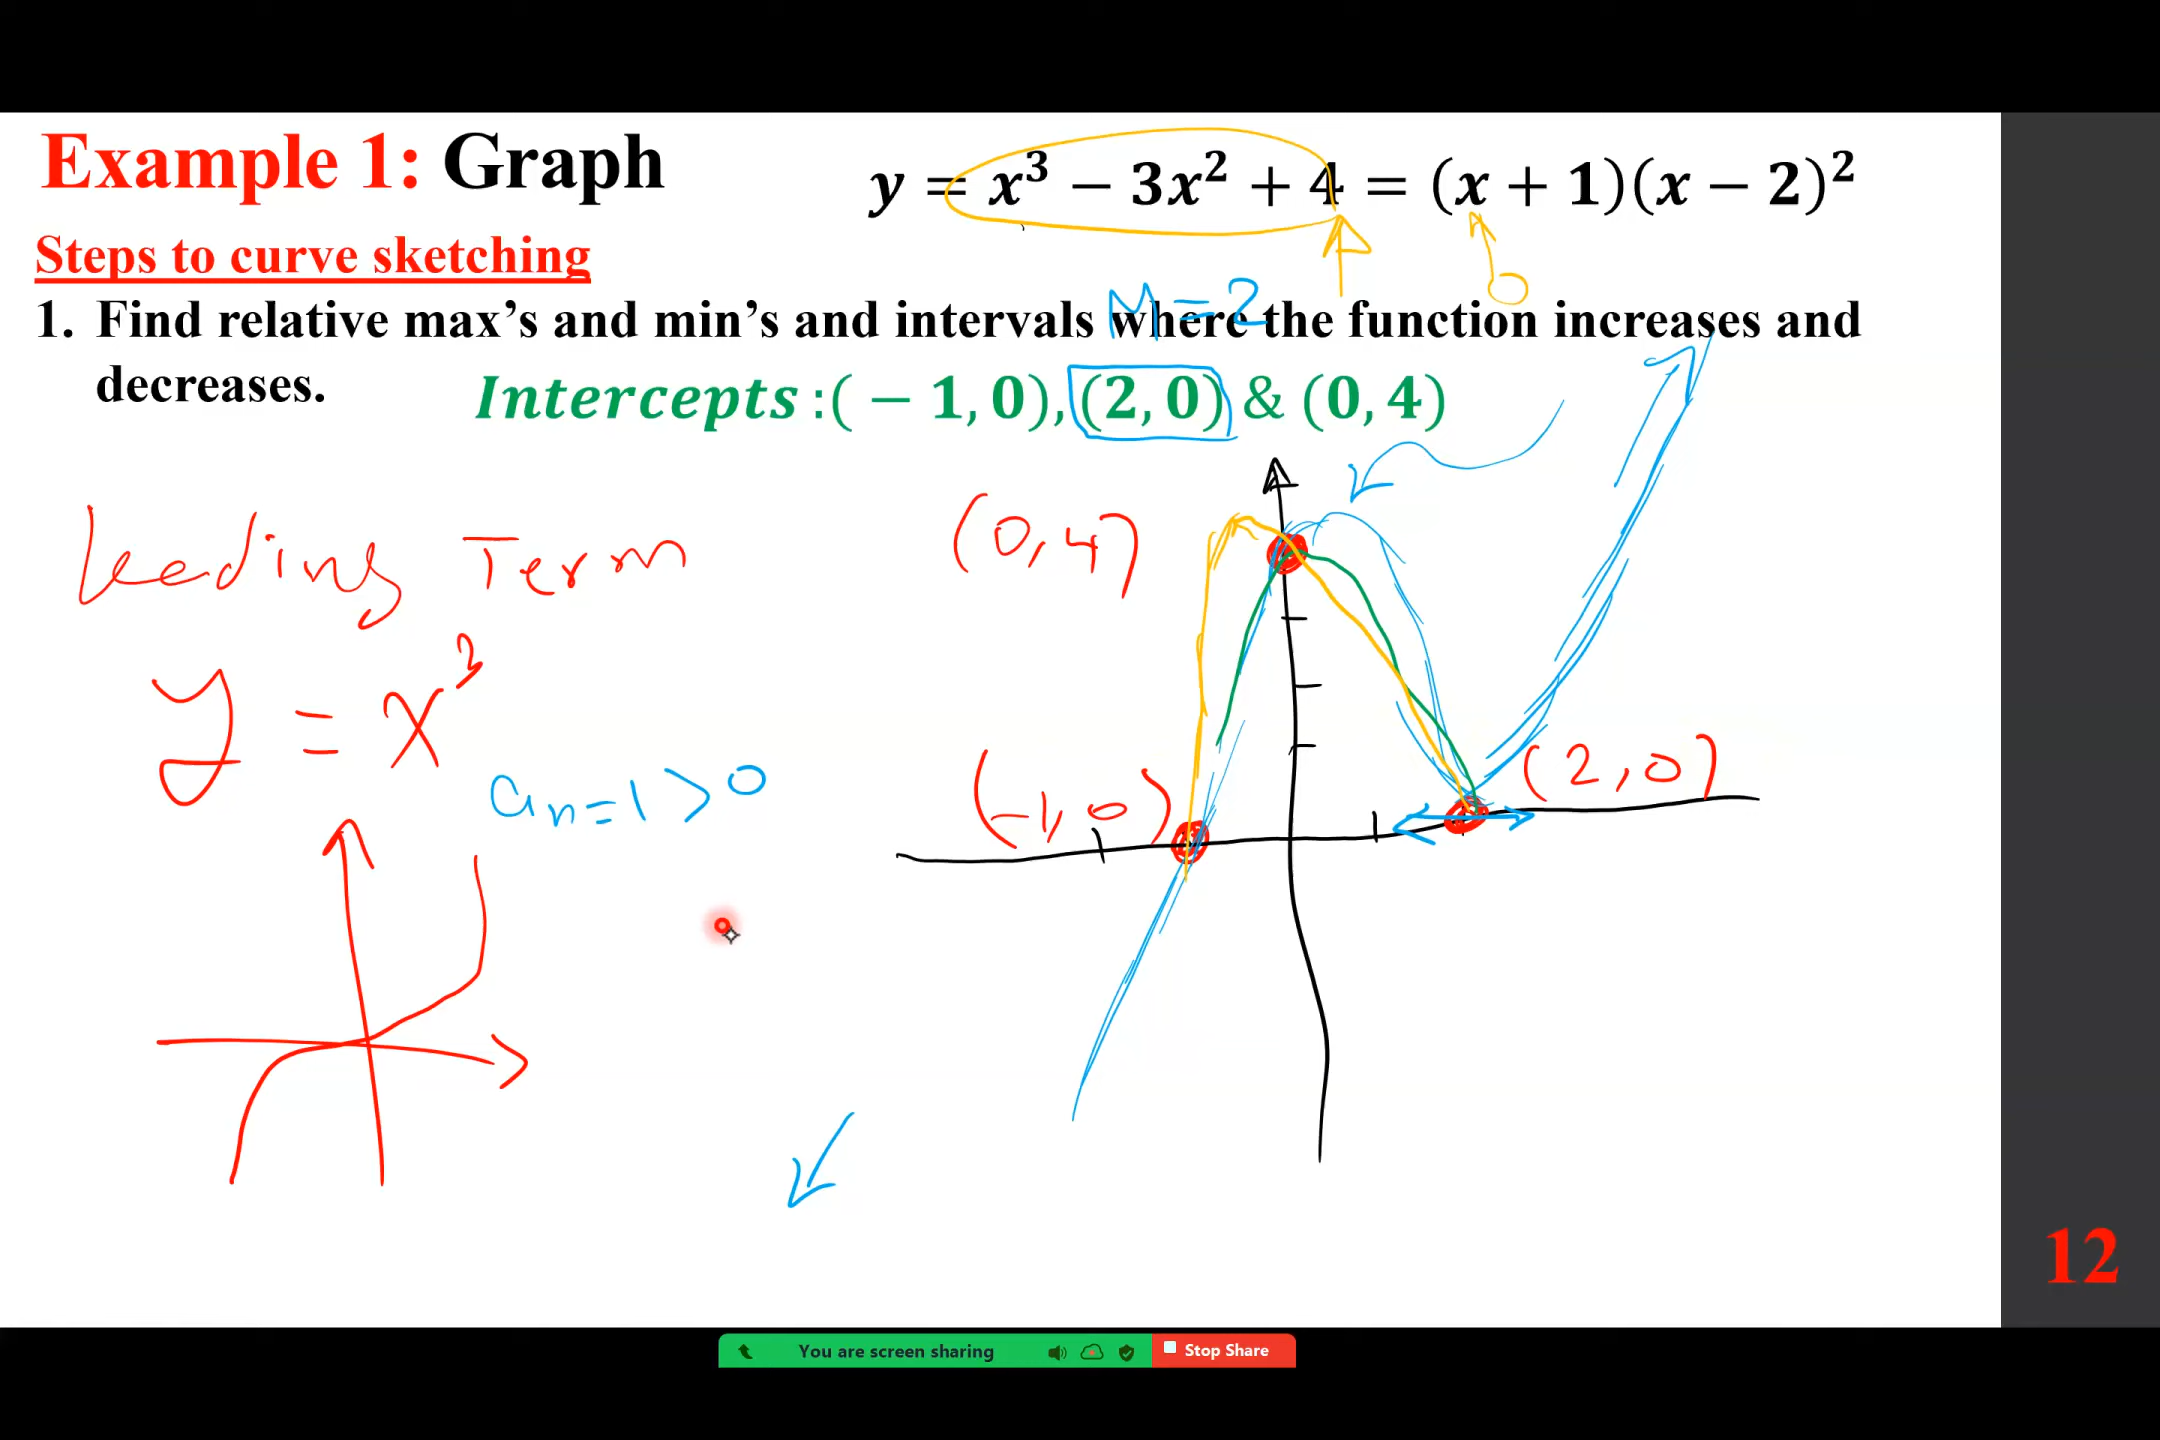 Example 1: Graph
y = x³ − 3x² + 4 = (x + 1)(x − 2)²
0
Steps to curve sketching
M = 2
1. Find relative max’s and min’s and intervals where the function increases and
decreases.
Intercepts :( − 1, 0), (2, 0) & (0, 4)
Leading Term
(0, 4)
y = x³
aₙ = 1 > 0
(-1, 0)
(2, 0)
12
You are screen sharing
Stop Share